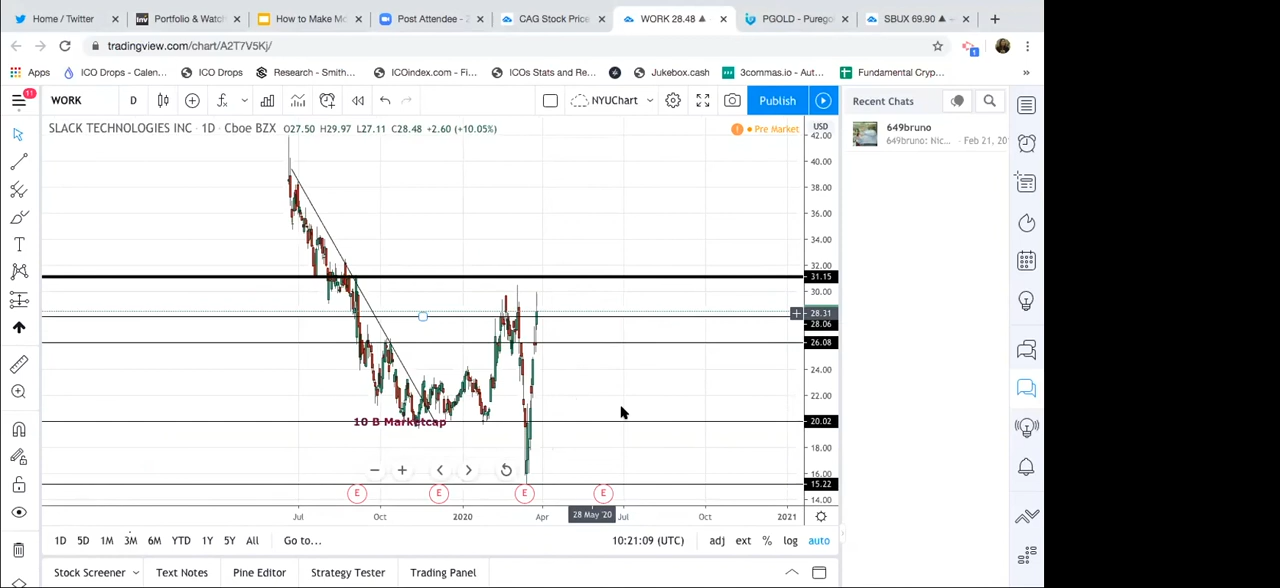 Home / Twitter
Portfolio & Watch
How to Make Mo
Post Attendee - Z
CAG Stock Price
WORK 28.48 ▲
PGOLD - Purego
SBUX 69.90 ▲
tradingview.com/chart/A2T7V5Kj/
Apps
ICO Drops - Calen...
ICO Drops
Research - Smith...
ICOindex.com - Fi...
ICOs Stats and Re...
Jukebox.cash
3commas.io - Aut...
Fundamental Cryp...
»
11
WORK
D
NYUChart
Publish
Recent Chats
SLACK TECHNOLOGIES INC · 1D · Cboe BZX O27.50 H29.97 L27.11 C28.48 +2.60 (+10.05%)
Pre Market
USD
649bruno
649bruno: Nic... - Feb 21, 20
42.00
40.00
38.00
36.00
34.00
32.00
31.15
30.00
28.31
28.06
26.08
24.00
22.00
20.02
18.00
16.00
15.22
14.00
10 B Marketcap
E
E
E
E
Jul
Oct
2020
Apr
28 May '20
Jul
Oct
2021
1D 5D 1M 3M 6M YTD 1Y 5Y All Go to...
10:21:09 (UTC)
adj ext % log auto
Stock Screener
Text Notes
Pine Editor
Strategy Tester
Trading Panel